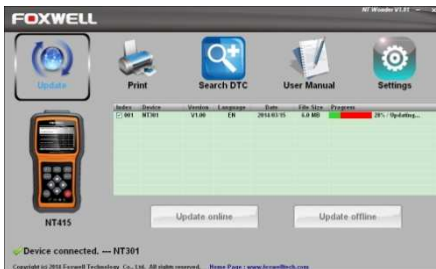 FOXWELL
NT Wonder V1.01
Update
Print
Search DTC
User Manual
Settings
Index Device Version Language Date File Size Progress
001 NT301 V1.00 EN 2014/03/15 6.0 MB 20% / Updating...
NT415
Update online
Update offline
Device connected. --- NT301
Copyright (c) 2014 Foxwell Technology Co., Ltd. All rights reserved. Home Page : www.foxwelltech.com